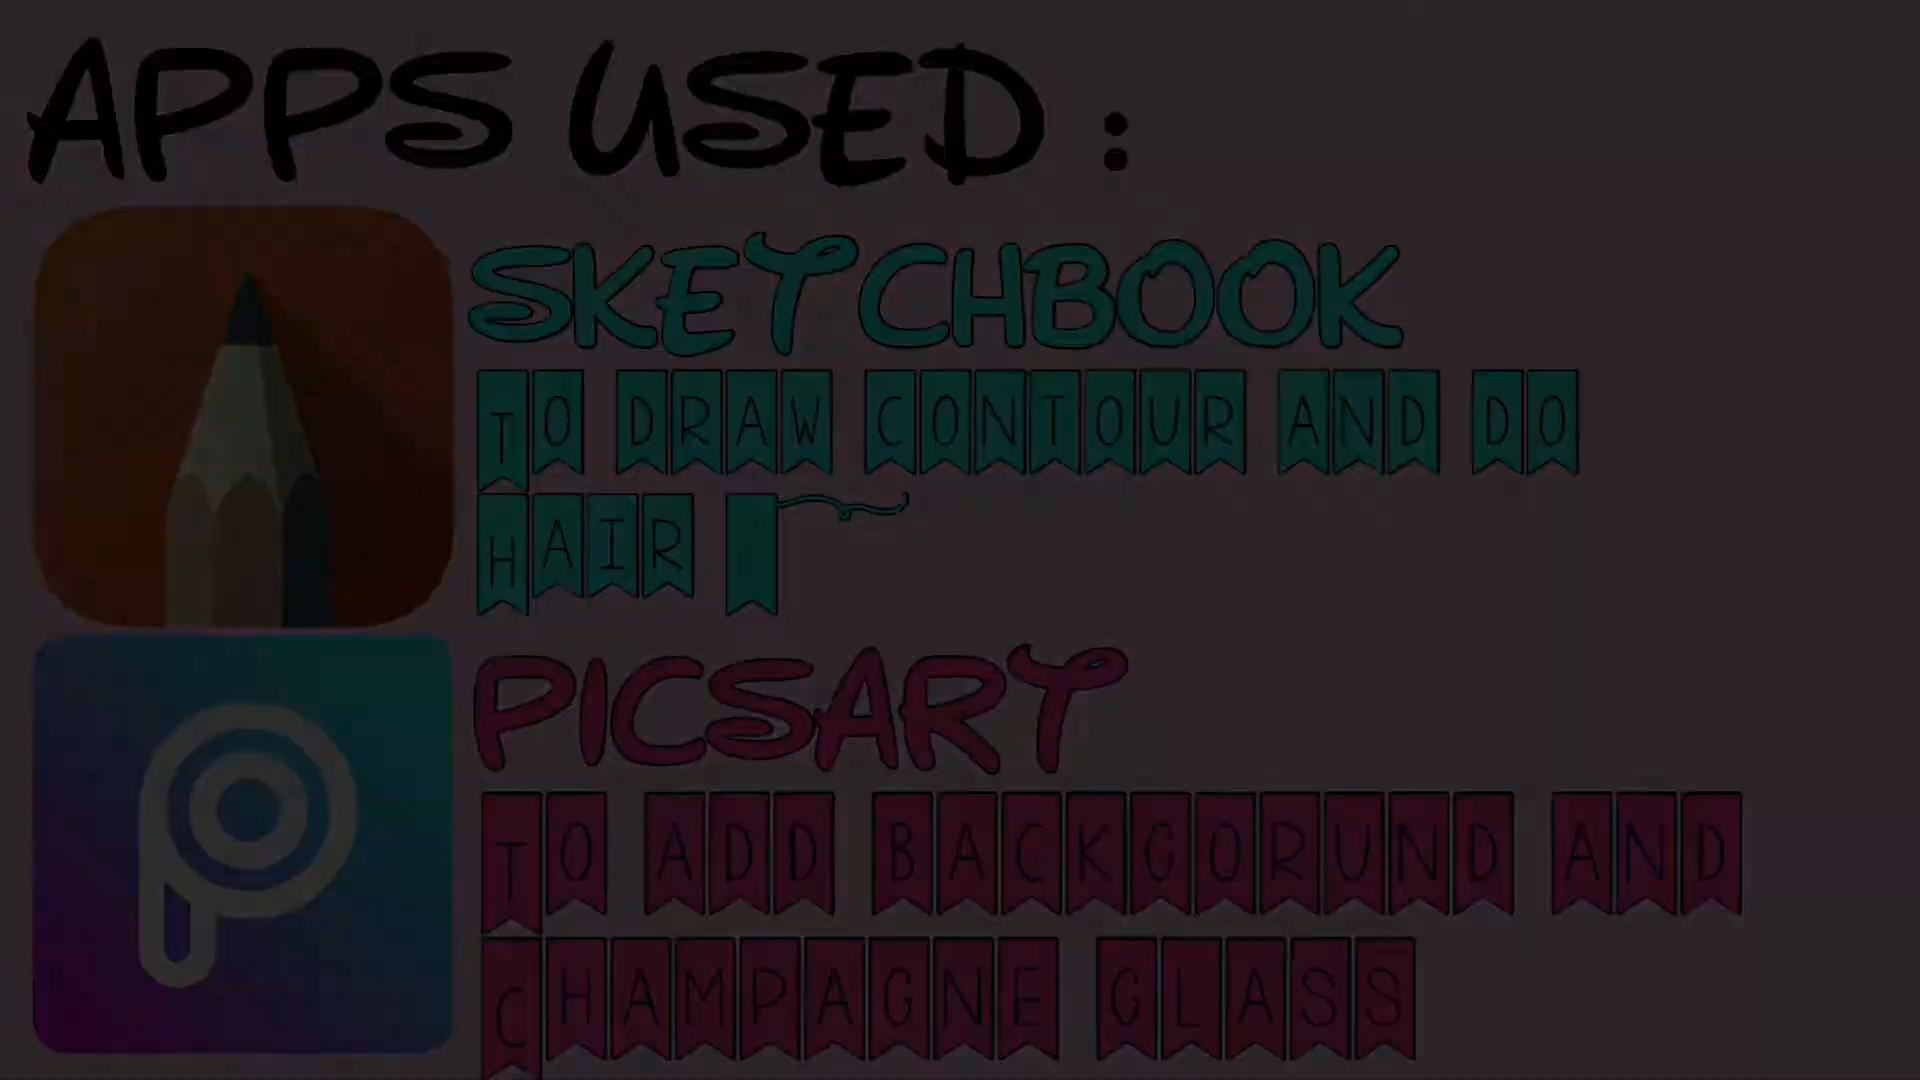 APPS USED :
SKETCHBOOK
TO DRAW CONTOUR AND DO
HAIR
PICSART
TO ADD BACKGORUND AND
CHAMPAGNE GLASS